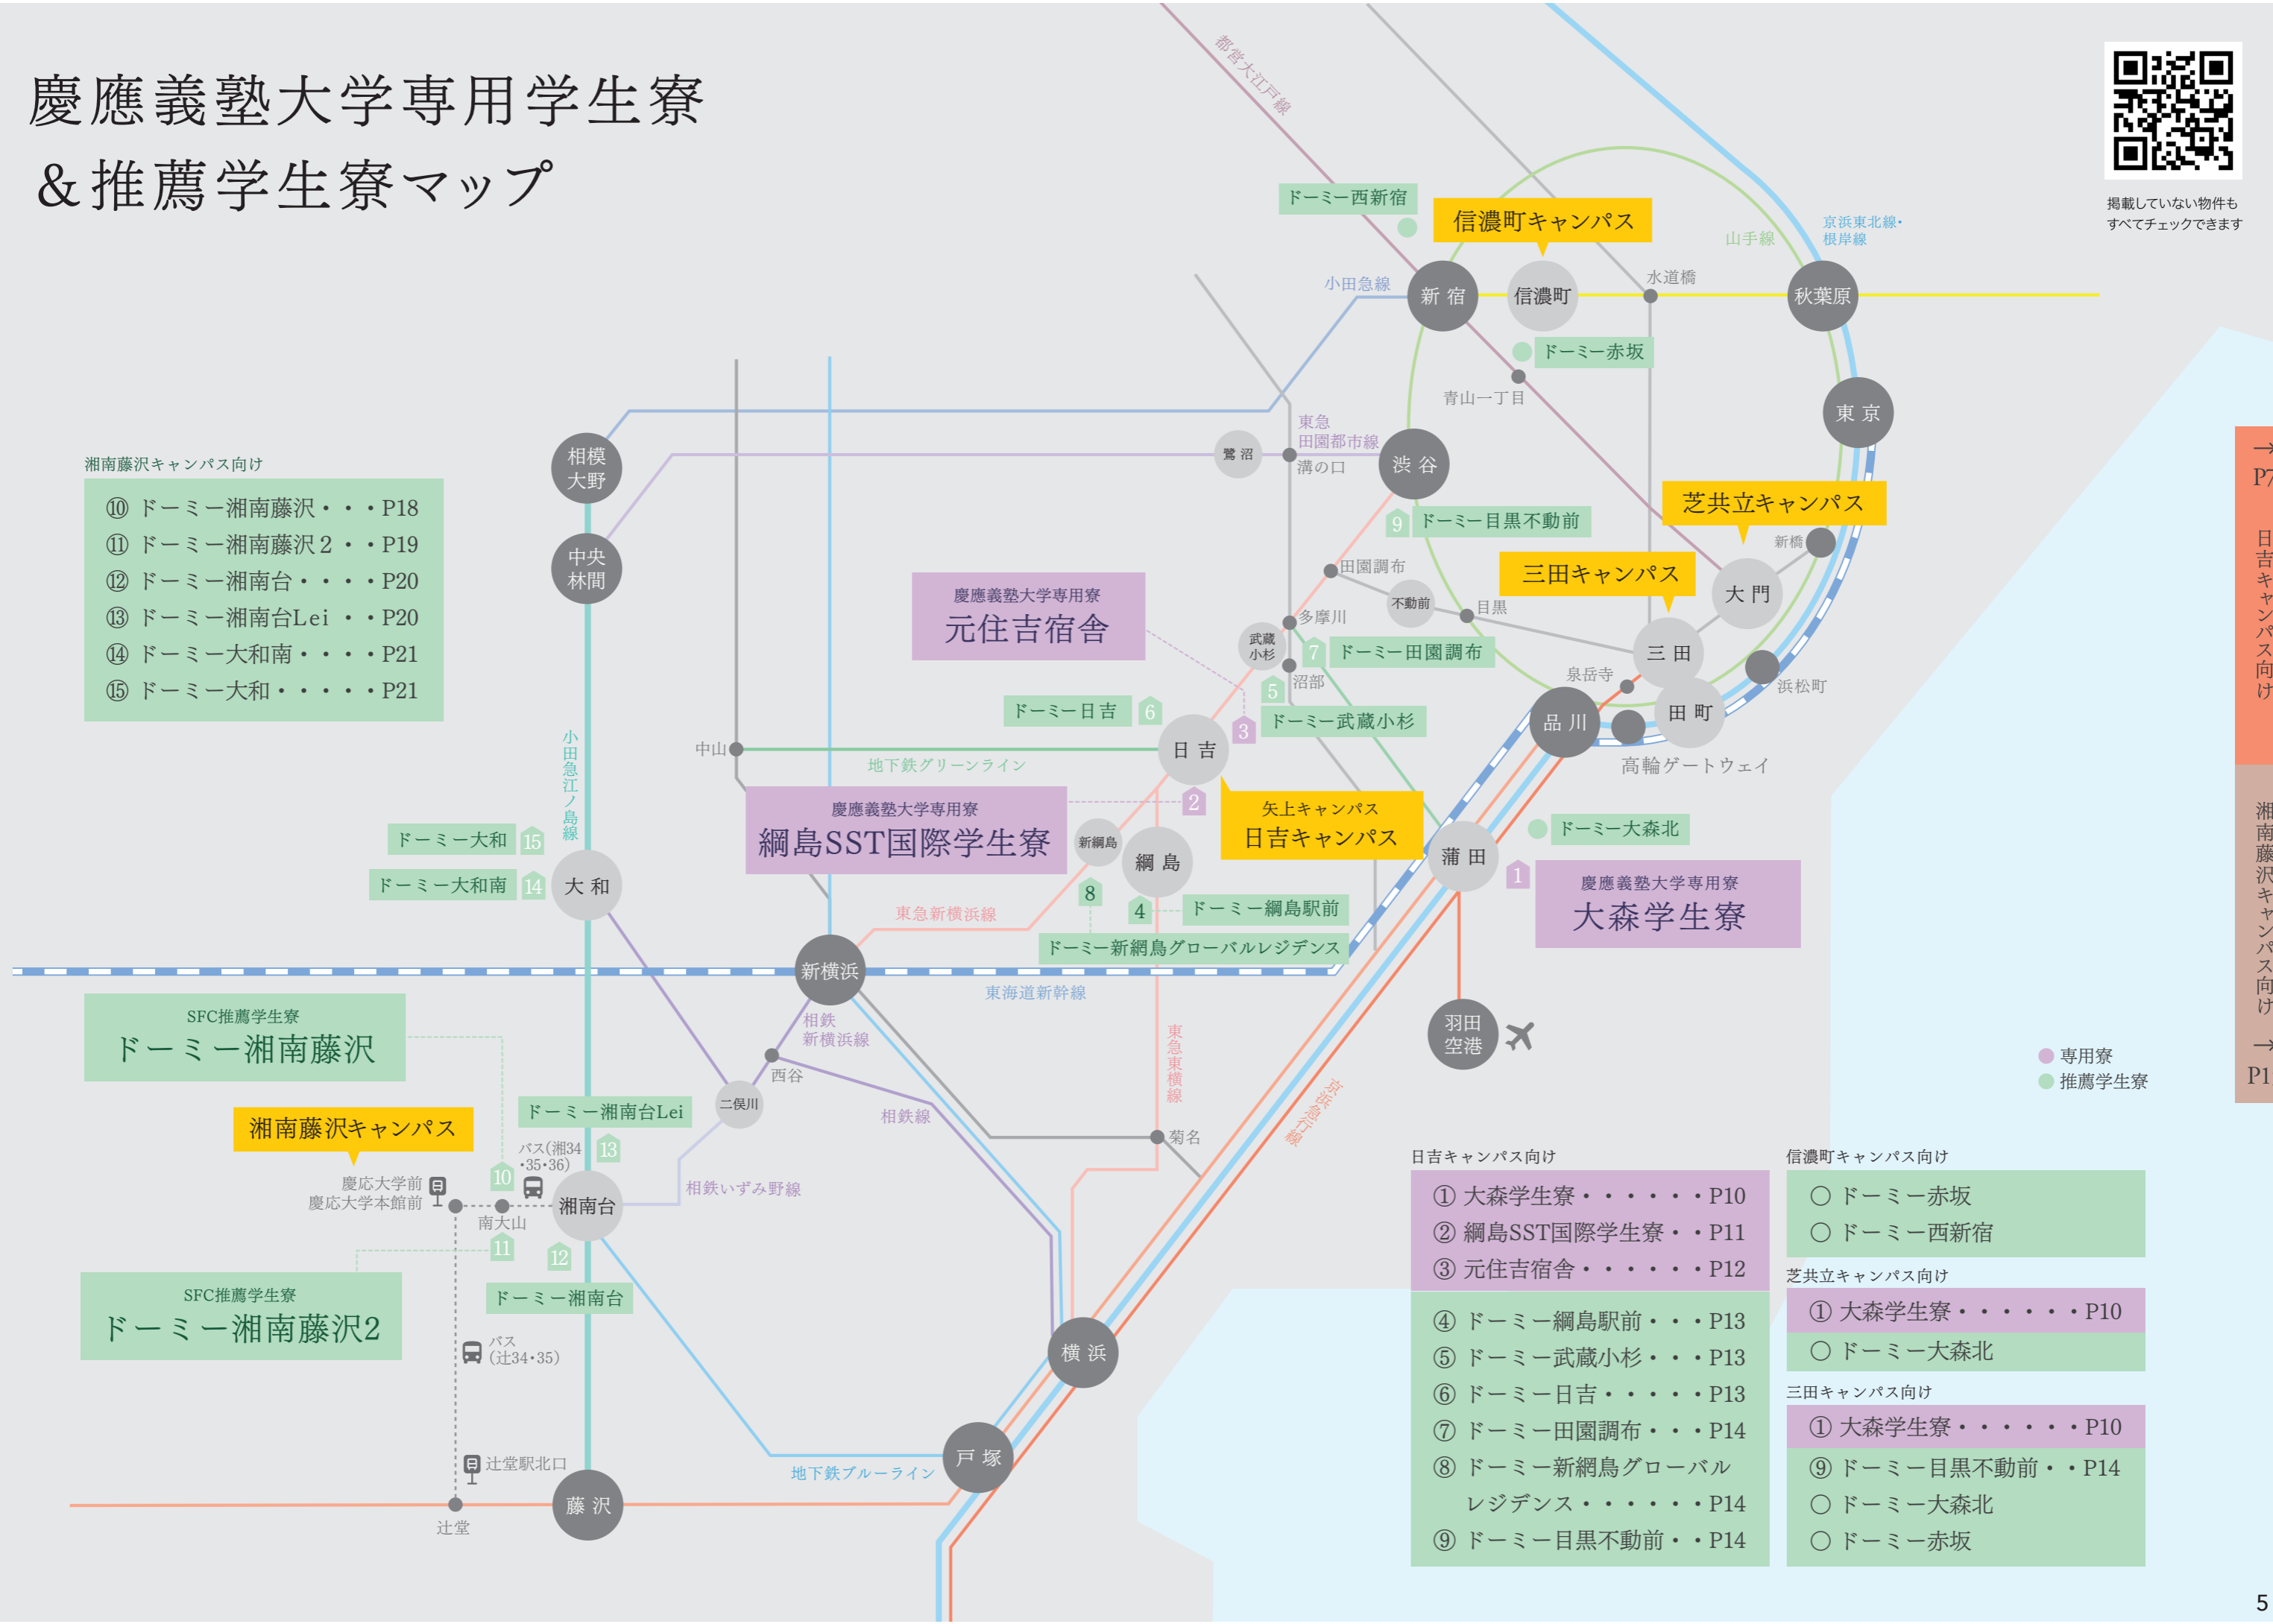 慶應義塾大学専用学生寮
&推薦学生寮マップ
掲載していない物件も
すべてチェックできます
都営大江戸線
山手線
京浜東北線・
根岸線
ドーミー西新宿
信濃町キャンパス
小田急線
新宿
信濃町
水道橋
秋葉原
ドーミー赤坂
青山一丁目
東京
東急
田園都市線
鷺沼
溝の口
渋谷
相模
大野
中央
林間
湘南藤沢キャンパス向け
⑩ ドーミー湘南藤沢・・・P18
⑪ ドーミー湘南藤沢2・・P19
⑫ ドーミー湘南台・・・・P20
⑬ ドーミー湘南台Lei ・・P20
⑭ ドーミー大和南・・・・P21
⑮ ドーミー大和・・・・・P21
9 ドーミー目黒不動前
芝共立キャンパス
新橋
田園調布
不動前
目黒
三田キャンパス
大門
慶應義塾大学専用寮
元住吉宿舎
多摩川
武蔵
小杉
7 ドーミー田園調布
沼部
三田
泉岳寺
浜松町
ドーミー日吉 6
5
3
ドーミー武蔵小杉
品川
田町
高輪ゲートウェイ
小田急江ノ島線
中山
地下鉄グリーンライン
日吉
慶應義塾大学専用寮
綱島SST国際学生寮
2
矢上キャンパス
日吉キャンパス
ドーミー大和 15
ドーミー大和南 14
大和
新綱島
綱島
蒲田
ドーミー大森北
1
慶應義塾大学専用寮
大森学生寮
東急新横浜線
8
4
ドーミー綱島駅前
ドーミー新綱島グローバルレジデンス
新横浜
東海道新幹線
SFC推薦学生寮
ドーミー湘南藤沢
相鉄
新横浜線
西谷
二俣川
相鉄線
東急東横線
京浜急行線
羽田
空港
専用寮
推薦学生寮
湘南藤沢キャンパス
ドーミー湘南台Lei
バス(湘34
・35・36)
13
10
慶応大学前
慶応大学本館前
南大山
湘南台
相鉄いずみ野線
菊名
11
12
SFC推薦学生寮
ドーミー湘南藤沢2
ドーミー湘南台
バス
(辻34・35)
横浜
戸塚
地下鉄ブルーライン
辻堂駅北口
辻堂
藤沢
日吉キャンパス向け
① 大森学生寮・・・・・・P10
② 綱島SST国際学生寮・・P11
③ 元住吉宿舎・・・・・・P12
④ ドーミー綱島駅前・・・P13
⑤ ドーミー武蔵小杉・・・P13
⑥ ドーミー日吉・・・・・P13
⑦ ドーミー田園調布・・・P14
⑧ ドーミー新綱島グローバル
レジデンス・・・・・・P14
⑨ ドーミー目黒不動前・・P14
信濃町キャンパス向け
○ ドーミー赤坂
○ ドーミー西新宿
芝共立キャンパス向け
① 大森学生寮・・・・・・P10
○ ドーミー大森北
三田キャンパス向け
① 大森学生寮・・・・・・P10
⑨ ドーミー目黒不動前・・P14
○ ドーミー大森北
○ ドーミー赤坂
→
P7
日吉キャンパス向け
湘南藤沢キャンパス向け
→
5